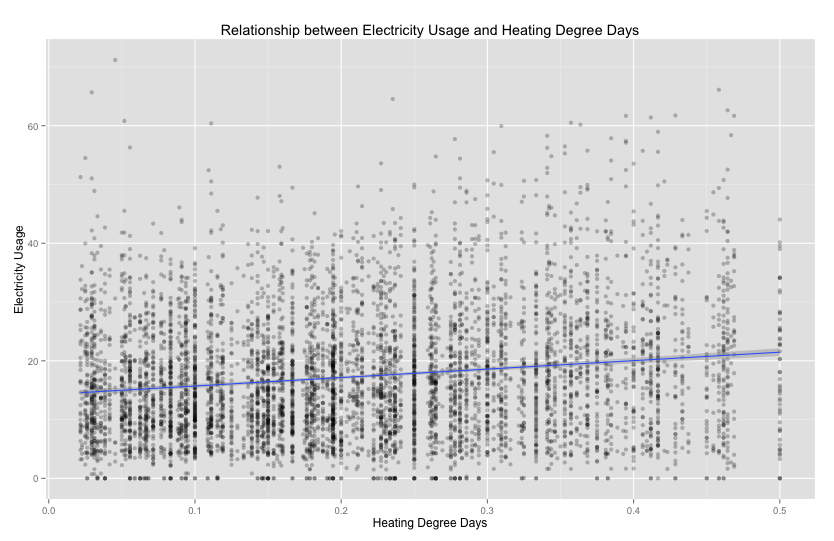 Relationship between Electricity Usage and Heating Degree Days
60
40
20
0
Electricity Usage
0.0 0.1 0.2 0.3 0.4 0.5
Heating Degree Days